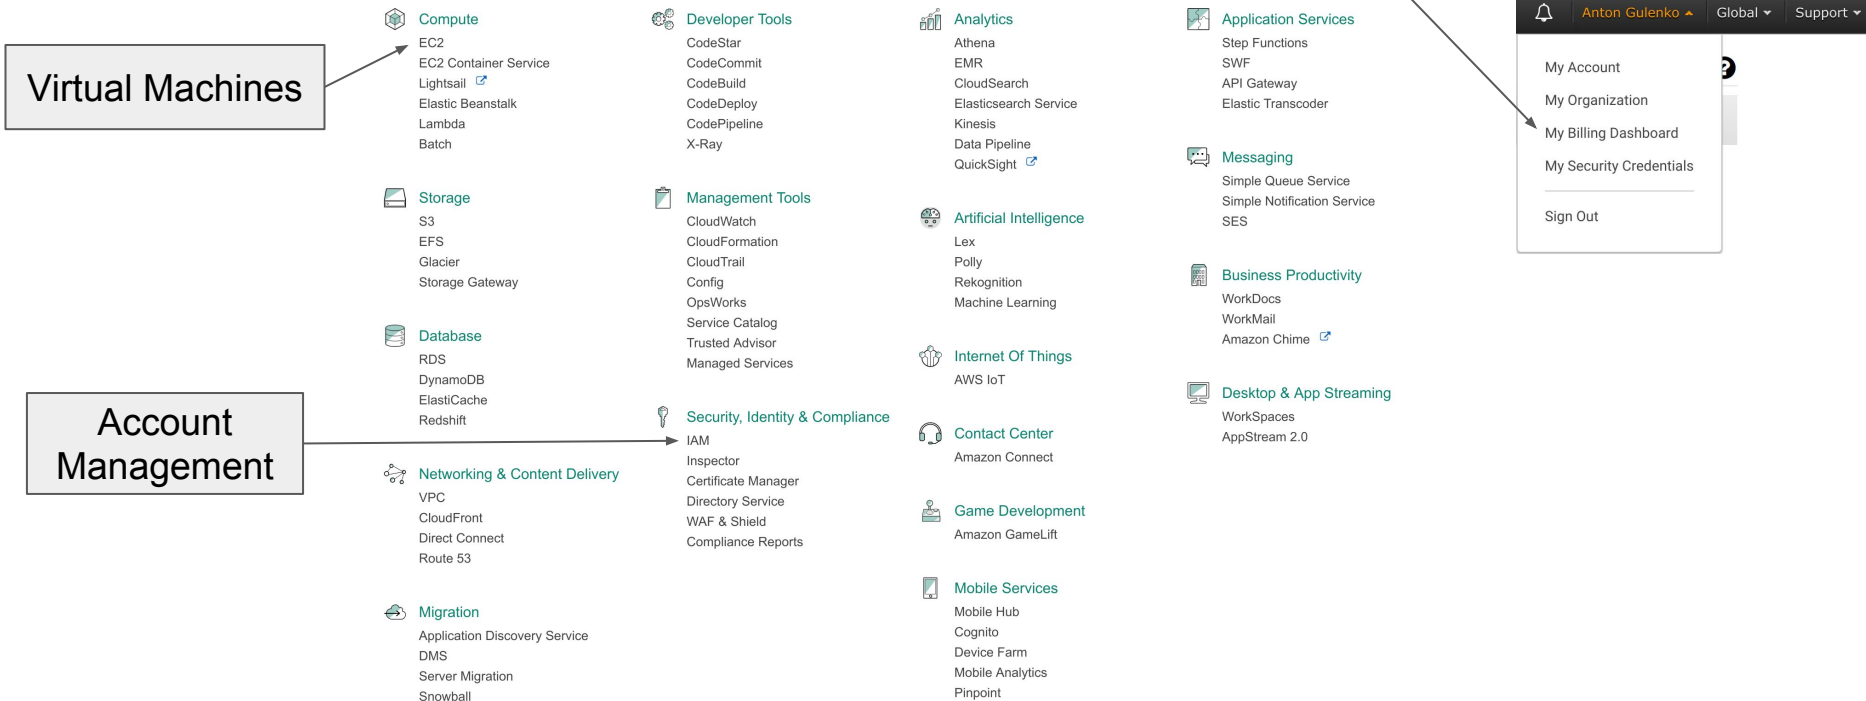 Virtual Machines
Account
Management
Compute
EC2
EC2 Container Service
Lightsail
Elastic Beanstalk
Lambda
Batch
Storage
S3
EFS
Glacier
Storage Gateway
Database
RDS
DynamoDB
ElastiCache
Redshift
Networking & Content Delivery
VPC
CloudFront
Direct Connect
Route 53
Migration
Application Discovery Service
DMS
Server Migration
Snowball
Developer Tools
CodeStar
CodeCommit
CodeBuild
CodeDeploy
CodePipeline
X-Ray
Management Tools
CloudWatch
CloudFormation
CloudTrail
Config
OpsWorks
Service Catalog
Trusted Advisor
Managed Services
Security, Identity & Compliance
IAM
Inspector
Certificate Manager
Directory Service
WAF & Shield
Compliance Reports
Analytics
Athena
EMR
CloudSearch
Elasticsearch Service
Kinesis
Data Pipeline
QuickSight
Artificial Intelligence
Lex
Polly
Rekognition
Machine Learning
Internet Of Things
AWS IoT
Contact Center
Amazon Connect
Game Development
Amazon GameLift
Mobile Services
Mobile Hub
Cognito
Device Farm
Mobile Analytics
Pinpoint
Application Services
Step Functions
SWF
API Gateway
Elastic Transcoder
Messaging
Simple Queue Service
Simple Notification Service
SES
Business Productivity
WorkDocs
WorkMail
Amazon Chime
Desktop & App Streaming
WorkSpaces
AppStream 2.0
Anton Gulenko Global Support
My Account
My Organization
My Billing Dashboard
My Security Credentials
Sign Out